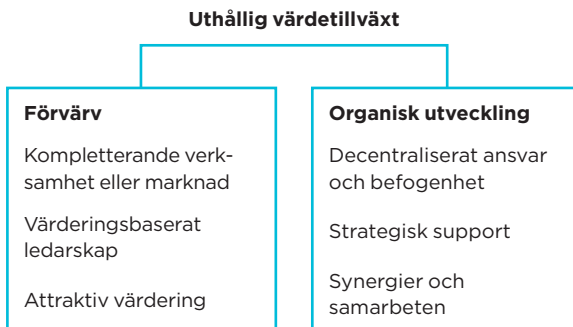 Uthållig värdetillväxt
Förvärv
Kompletterande verk-
samhet eller marknad
Värderingsbaserat
ledarskap
Attraktiv värdering
Organisk utveckling
Decentraliserat ansvar
och befogenhet
Strategisk support
Synergier och
samarbeten